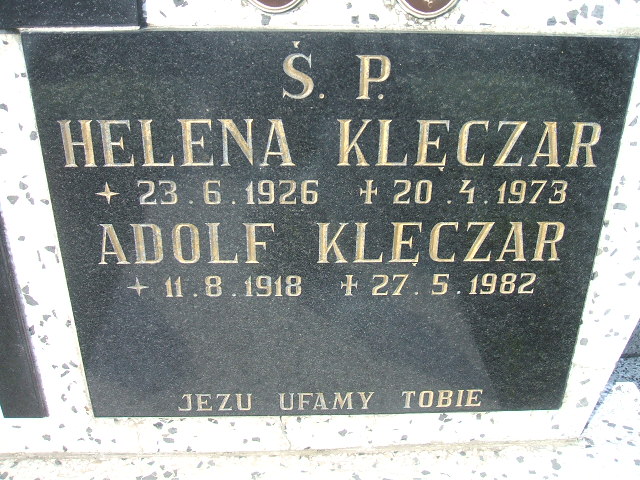 Ś. P.
HELENA KLĘCZAR
✦ 23.6.1926 ✝ 20.4.1973
ADOLF KLĘCZAR
✦ 11.8.1918 ✝ 27.5.1982
JEZU UFAMY TOBIE